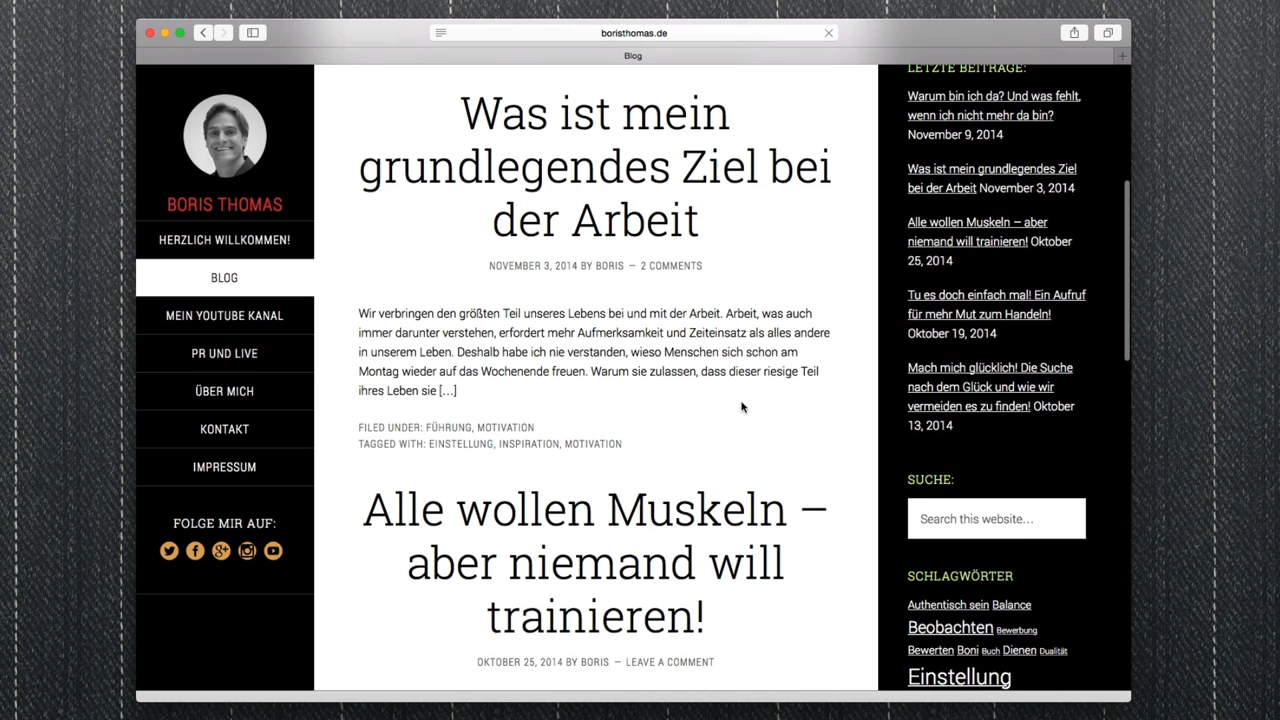 boristhomas.de
Blog
BORIS THOMAS
HERZLICH WILLKOMMEN!
BLOG
MEIN YOUTUBE KANAL
PR UND LIVE
ÜBER MICH
KONTAKT
IMPRESSUM
FOLGE MIR AUF:
Was ist mein
grundlegendes Ziel bei
der Arbeit
NOVEMBER 3, 2014 BY BORIS — 2 COMMENTS
Wir verbringen den größten Teil unseres Lebens bei und mit der Arbeit. Arbeit, was auch
immer darunter verstehen, erfordert mehr Aufmerksamkeit und Zeiteinsatz als alles andere
in unserem Leben. Deshalb habe ich nie verstanden, wieso Menschen sich schon am
Montag wieder auf das Wochenende freuen. Warum sie zulassen, dass dieser riesige Teil
ihres Leben sie […]
FILED UNDER: FÜHRUNG, MOTIVATION
TAGGED WITH: EINSTELLUNG, INSPIRATION, MOTIVATION
Alle wollen Muskeln –
aber niemand will
trainieren!
OKTOBER 25, 2014 BY BORIS — LEAVE A COMMENT
LETZTE BEITRÄGE:
Warum bin ich da? Und was fehlt,
wenn ich nicht mehr da bin?
November 9, 2014
Was ist mein grundlegendes Ziel
bei der Arbeit November 3, 2014
Alle wollen Muskeln – aber
niemand will trainieren! Oktober
25, 2014
Tu es doch einfach mal! Ein Aufruf
für mehr Mut zum Handeln!
Oktober 19, 2014
Mach mich glücklich! Die Suche
nach dem Glück und wie wir
vermeiden es zu finden! Oktober
13, 2014
SUCHE:
Search this website…
SCHLAGWÖRTER
Authentisch sein Balance
Beobachten Bewerbung
Bewerten Boni Buch Dienen Dualität
Einstellung